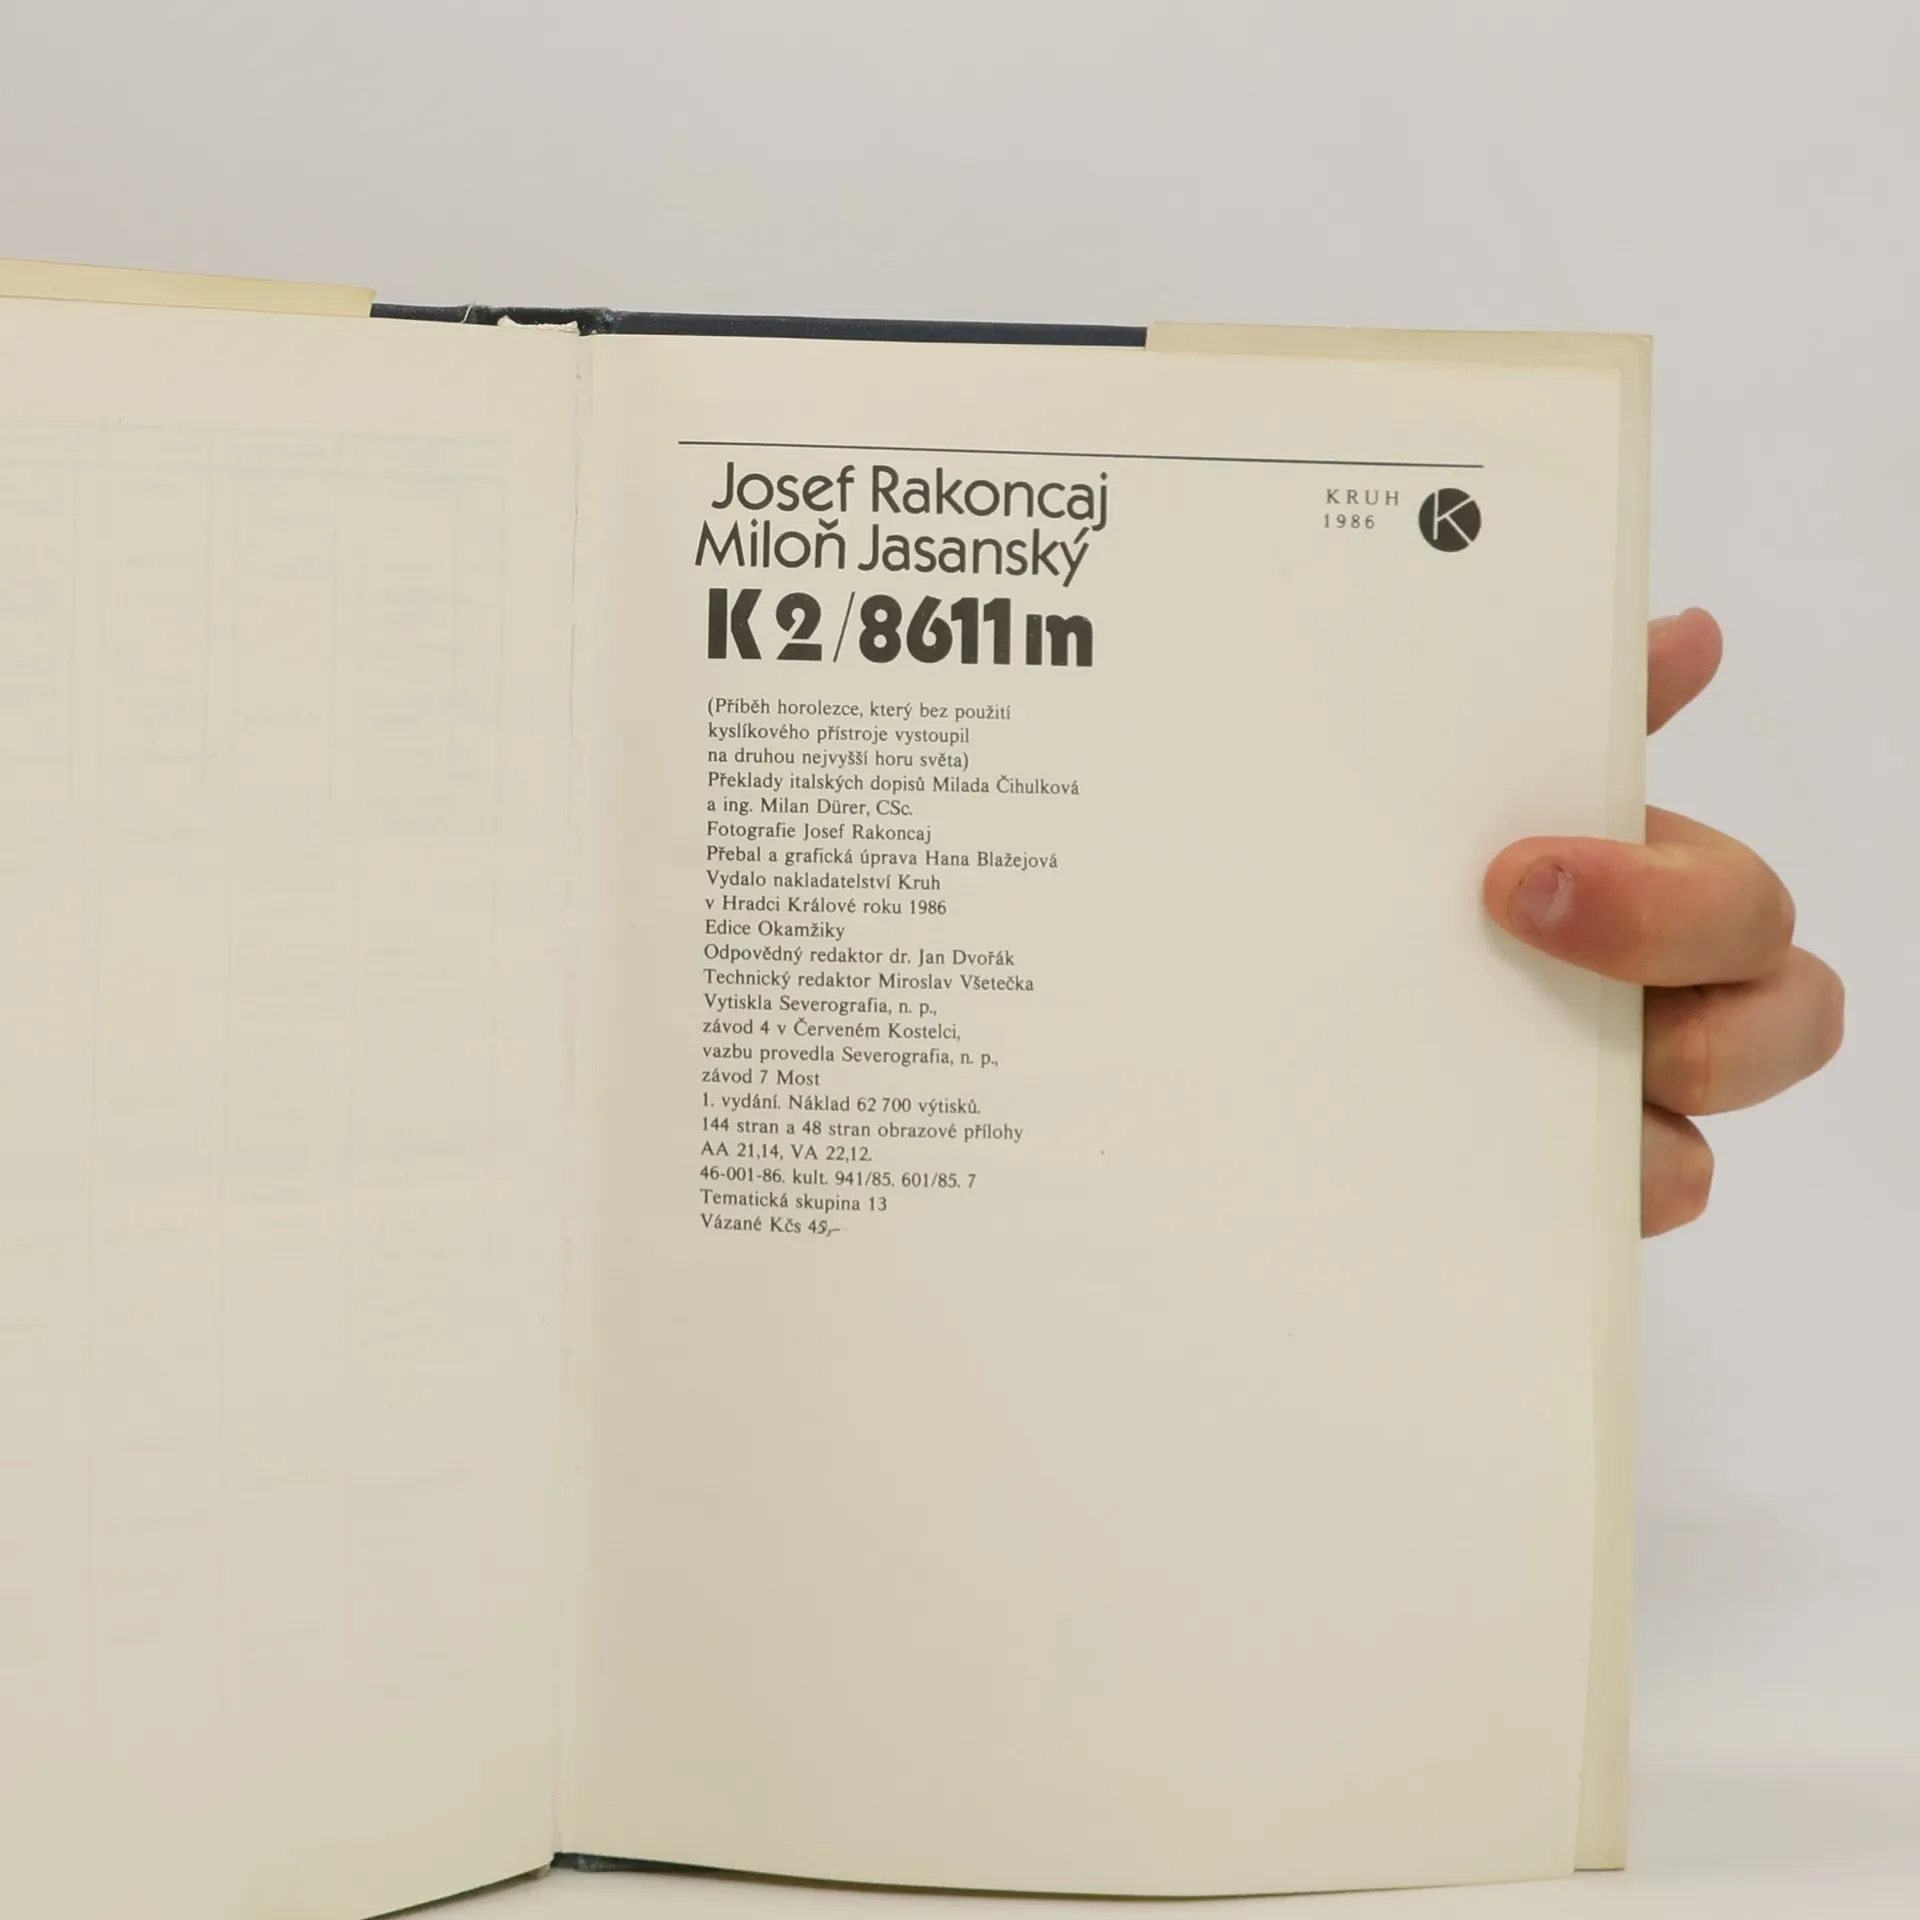 Josef Rakoncaj
Miloň Jasanský
K2/8611m
KRUH
1986
K
(Příběh horolezce, který bez použití
kyslíkového přístroje vystoupil
na druhou nejvyšší horu světa)
Překlady italských dopisů Milada Čihulková
a ing. Milan Dürer, CSc.
Fotografie Josef Rakoncaj
Přebal a grafická úprava Hana Blažejová
Vydalo nakladatelství Kruh
v Hradci Králové roku 1986
Edice Okamžiky
Odpovědný redaktor dr. Jan Dvořák
Technický redaktor Miroslav Všetečka
Vytiskla Severografia, n. p.,
závod 4 v Červeném Kostelci,
vazbu provedla Severografia, n. p.,
závod 7 Most
1. vydání. Náklad 62 700 výtisků.
144 stran a 48 stran obrazové přílohy
AA 21,14, VA 22,12.
46-001-86. kult. 941/85. 601/85. 7
Tematická skupina 13
Vázané Kčs 45,—